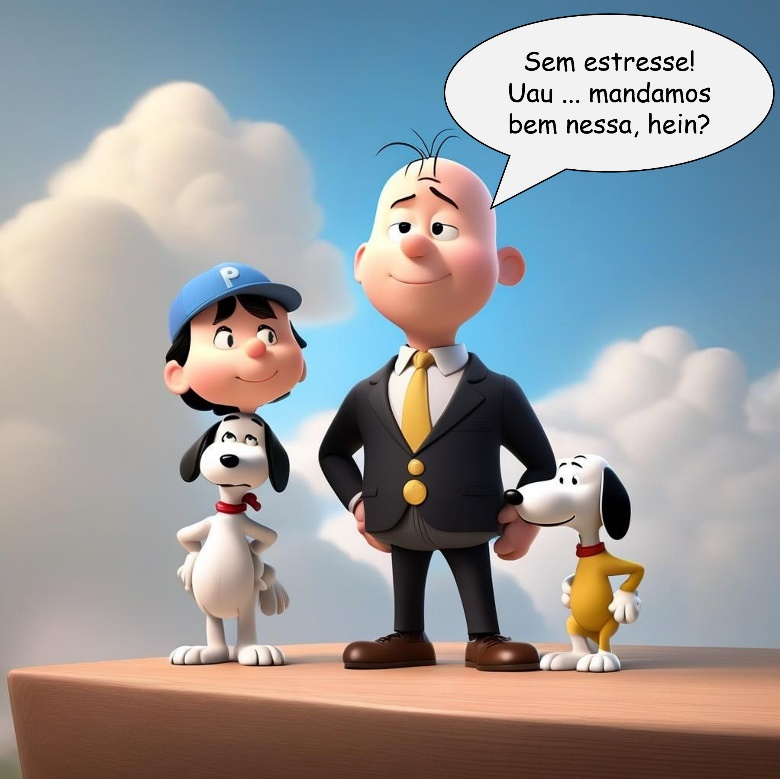 Sem estresse!
Uau ... mandamos
bem nessa, hein?
P